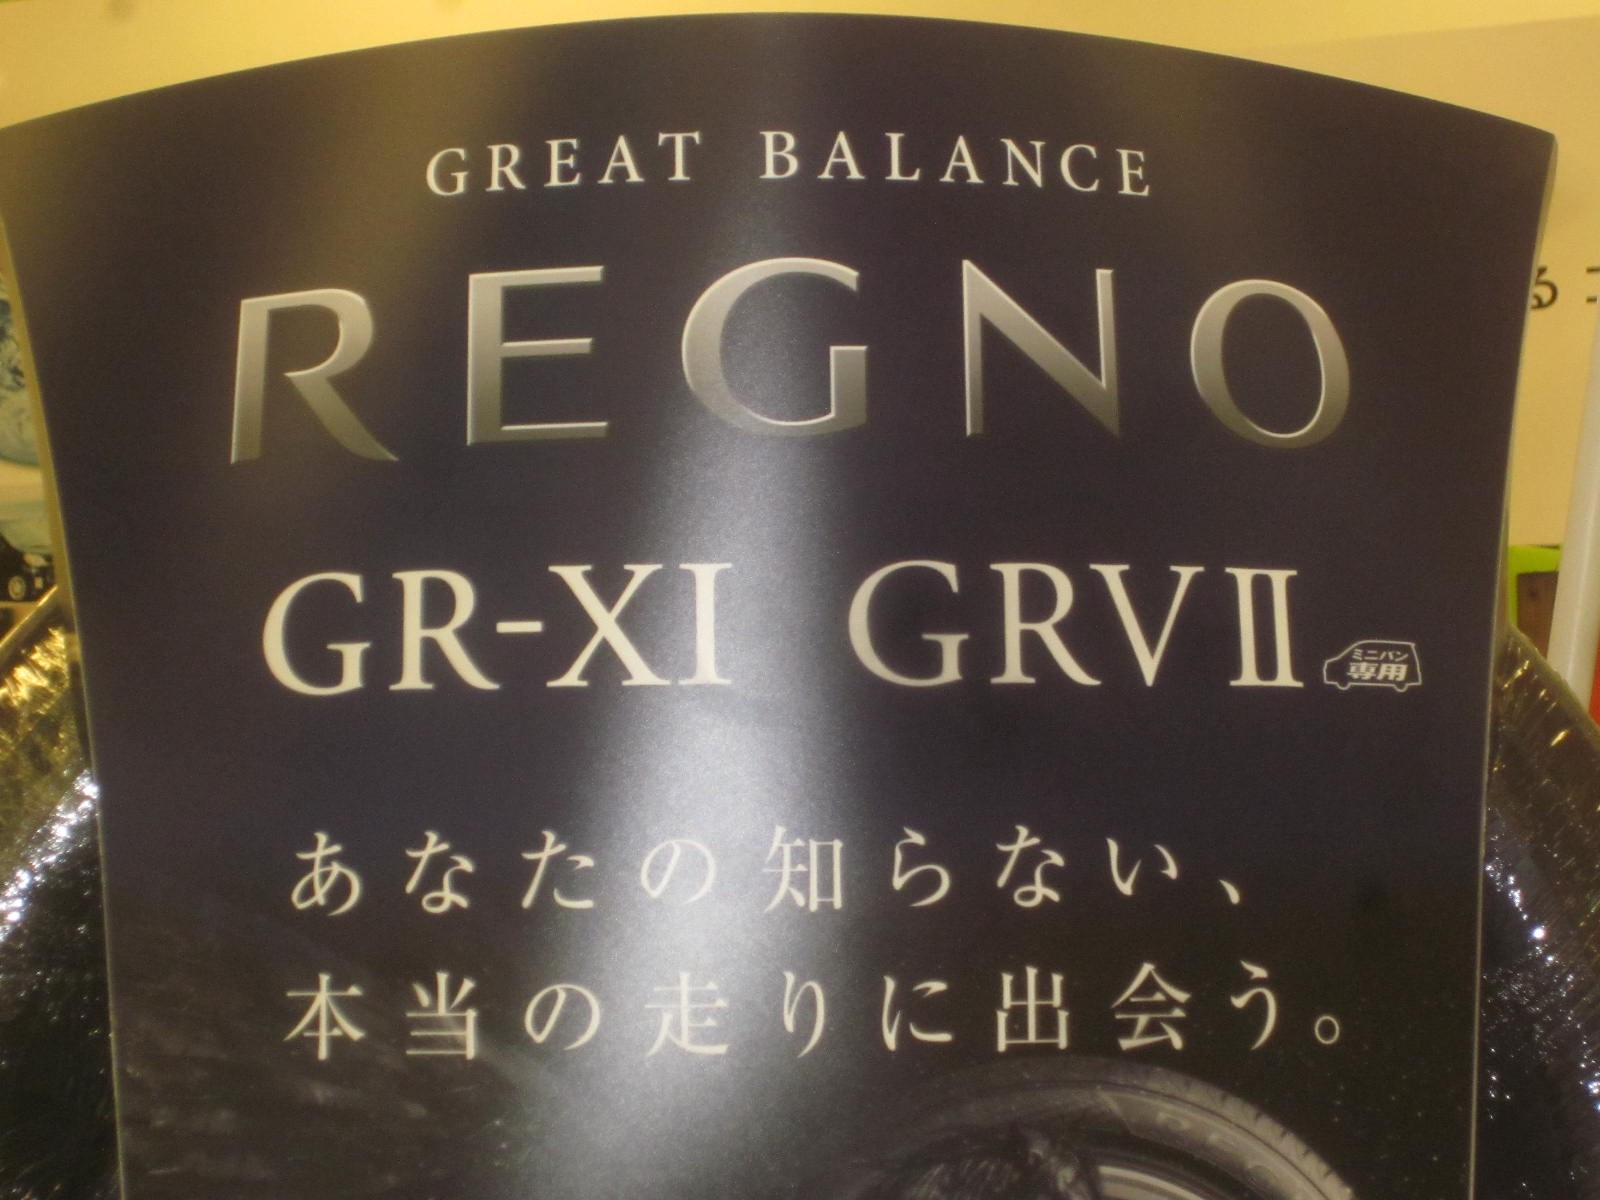 GREAT BALANCE
REGNO
GR-XI GRVⅡ
ミニバン
専用
あなたの知らない、
本当の走りに出会う。
る